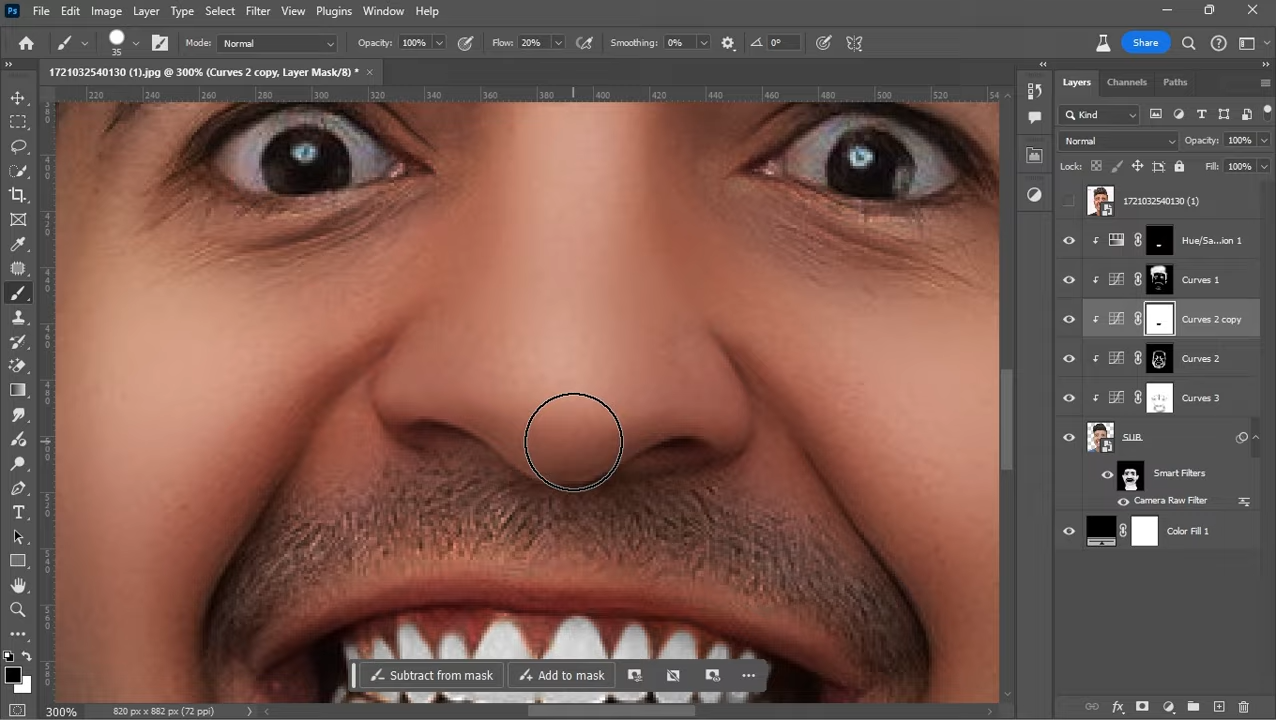 Ps File Edit Image Layer Type Select Filter View Plugins Window Help
35 Mode: Normal Opacity: 100% Flow: 20% Smoothing: 0% 0° Share
1721032540130 (1).jpg @ 300% (Curves 2 copy, Layer Mask/8) * ×
220 260 280 300 320 340 360 380 400 420 440 460 480 500 520 54
Layers Channels Paths
Kind
Normal Opacity: 100%
Lock: Fill: 100%
1721032540130 (1)
Hue/Sa...ion 1
Curves 1
Curves 2 copy
Curves 2
Curves 3
SUB
Smart Filters
Camera Raw Filter
Color Fill 1
Subtract from mask Add to mask
300% 820 px x 882 px (72 ppi)